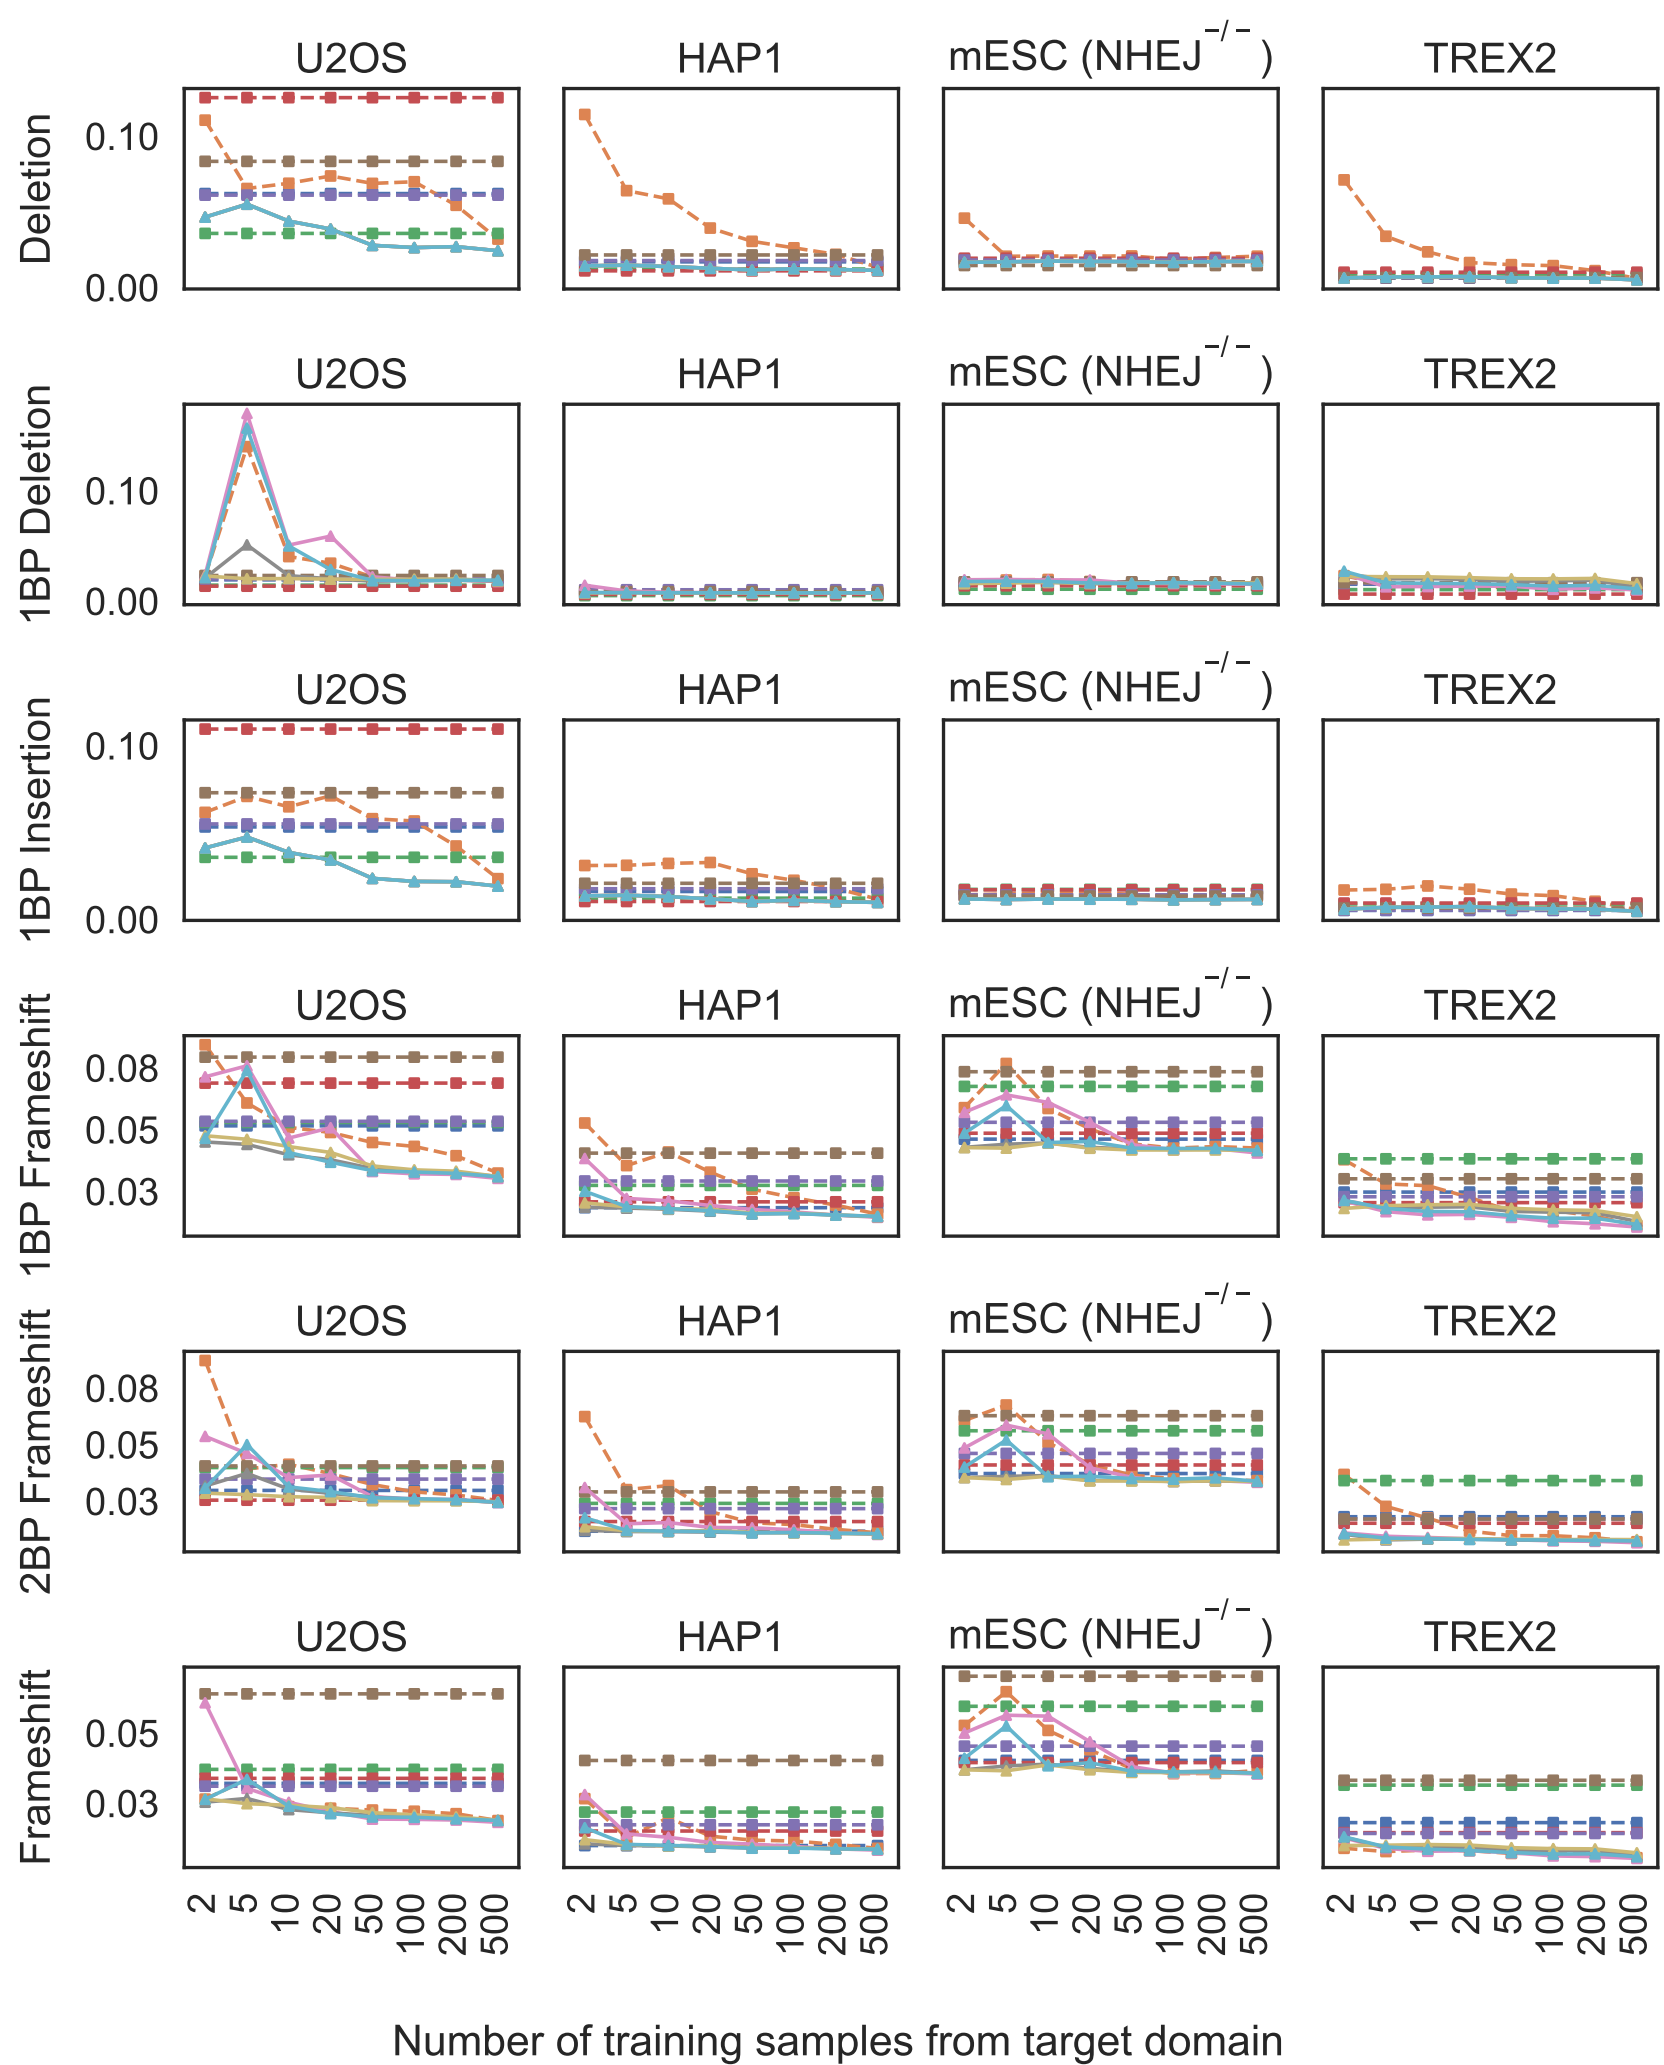 U2OS HAP1 mESC (NHEJ−/−) TREX2
Deletion
0.10
0.00
U2OS HAP1 mESC (NHEJ−/−) TREX2
1BP Deletion
0.10
0.00
U2OS HAP1 mESC (NHEJ−/−) TREX2
1BP Insertion
0.10
0.00
U2OS HAP1 mESC (NHEJ−/−) TREX2
1BP Frameshift
0.08
0.05
0.03
U2OS HAP1 mESC (NHEJ−/−) TREX2
2BP Frameshift
0.08
0.05
0.03
U2OS HAP1 mESC (NHEJ−/−) TREX2
Frameshift
0.05
0.03
2 5 10 20 50 100 200 500 2 5 10 20 50 100 200 500 2 5 10 20 50 100 200 500 2 5 10 20 50 100 200 500
Number of training samples from target domain